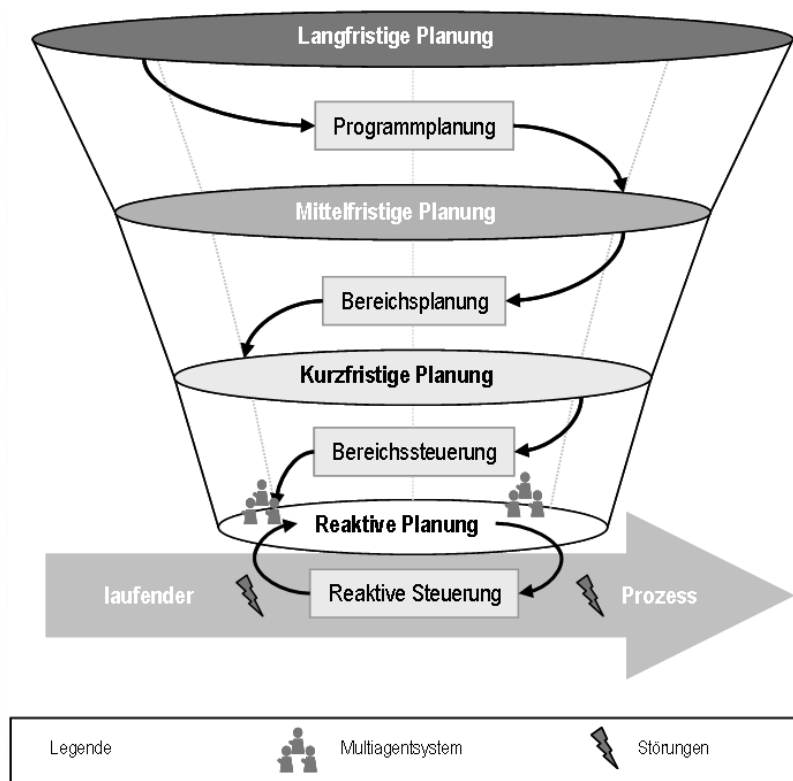 Langfristige Planung
Programmplanung
Mittelfristige Planung
Bereichsplanung
Kurzfristige Planung
Bereichssteuerung
Reaktive Planung
laufender
Reaktive Steuerung
Prozess
Legende
Multiagentsystem
Störungen